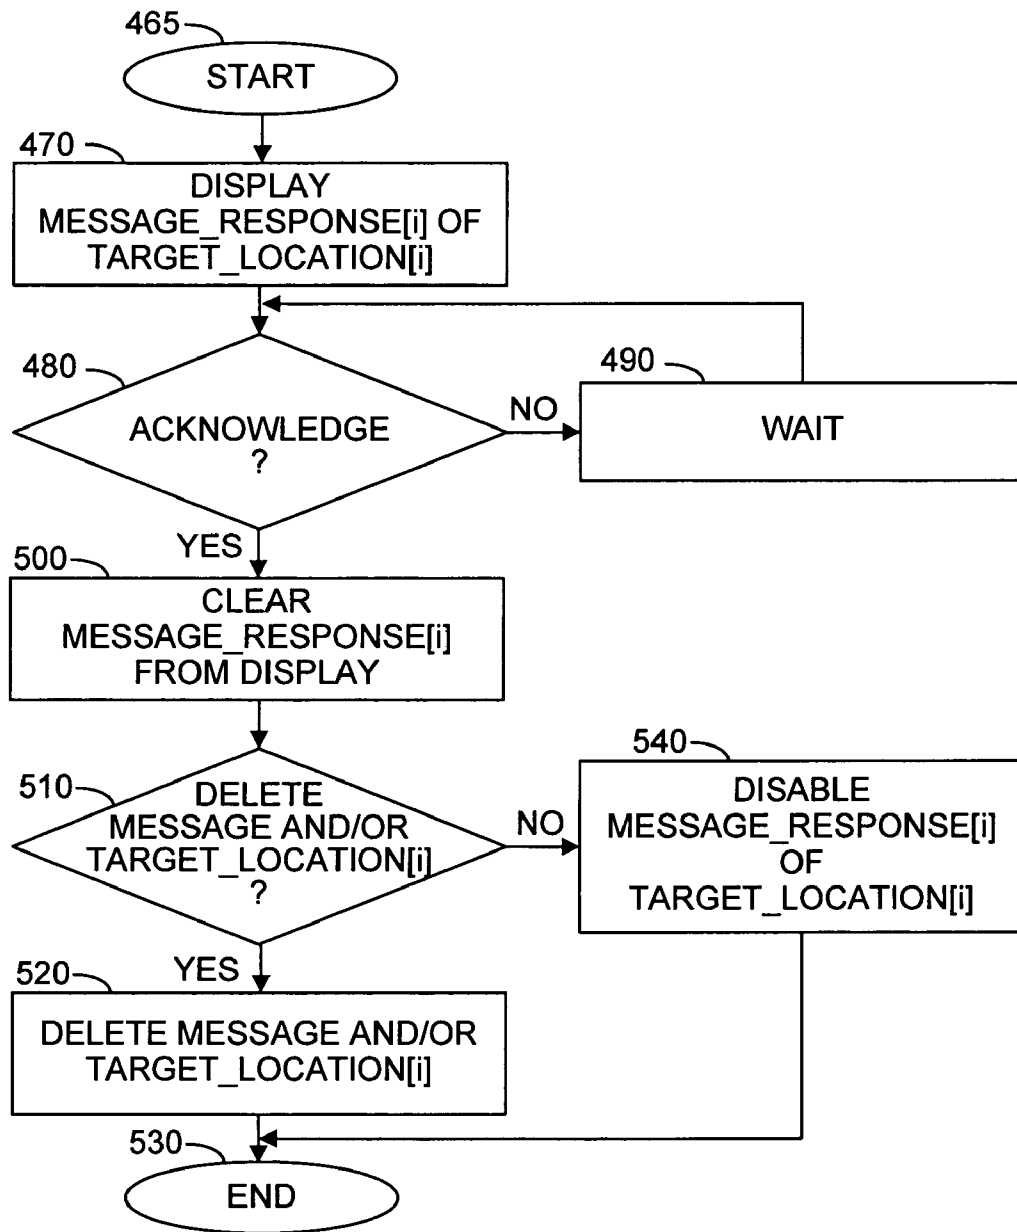 465
START
470
DISPLAY
MESSAGE_RESPONSE[i] OF
TARGET_LOCATION[i]
480
ACKNOWLEDGE
?
NO
490
WAIT
YES
500
CLEAR
MESSAGE_RESPONSE[i]
FROM DISPLAY
510
DELETE
MESSAGE AND/OR
TARGET_LOCATION[i]
?
NO
540
DISABLE
MESSAGE_RESPONSE[i]
OF
TARGET_LOCATION[i]
YES
520
DELETE MESSAGE AND/OR
TARGET_LOCATION[i]
530
END